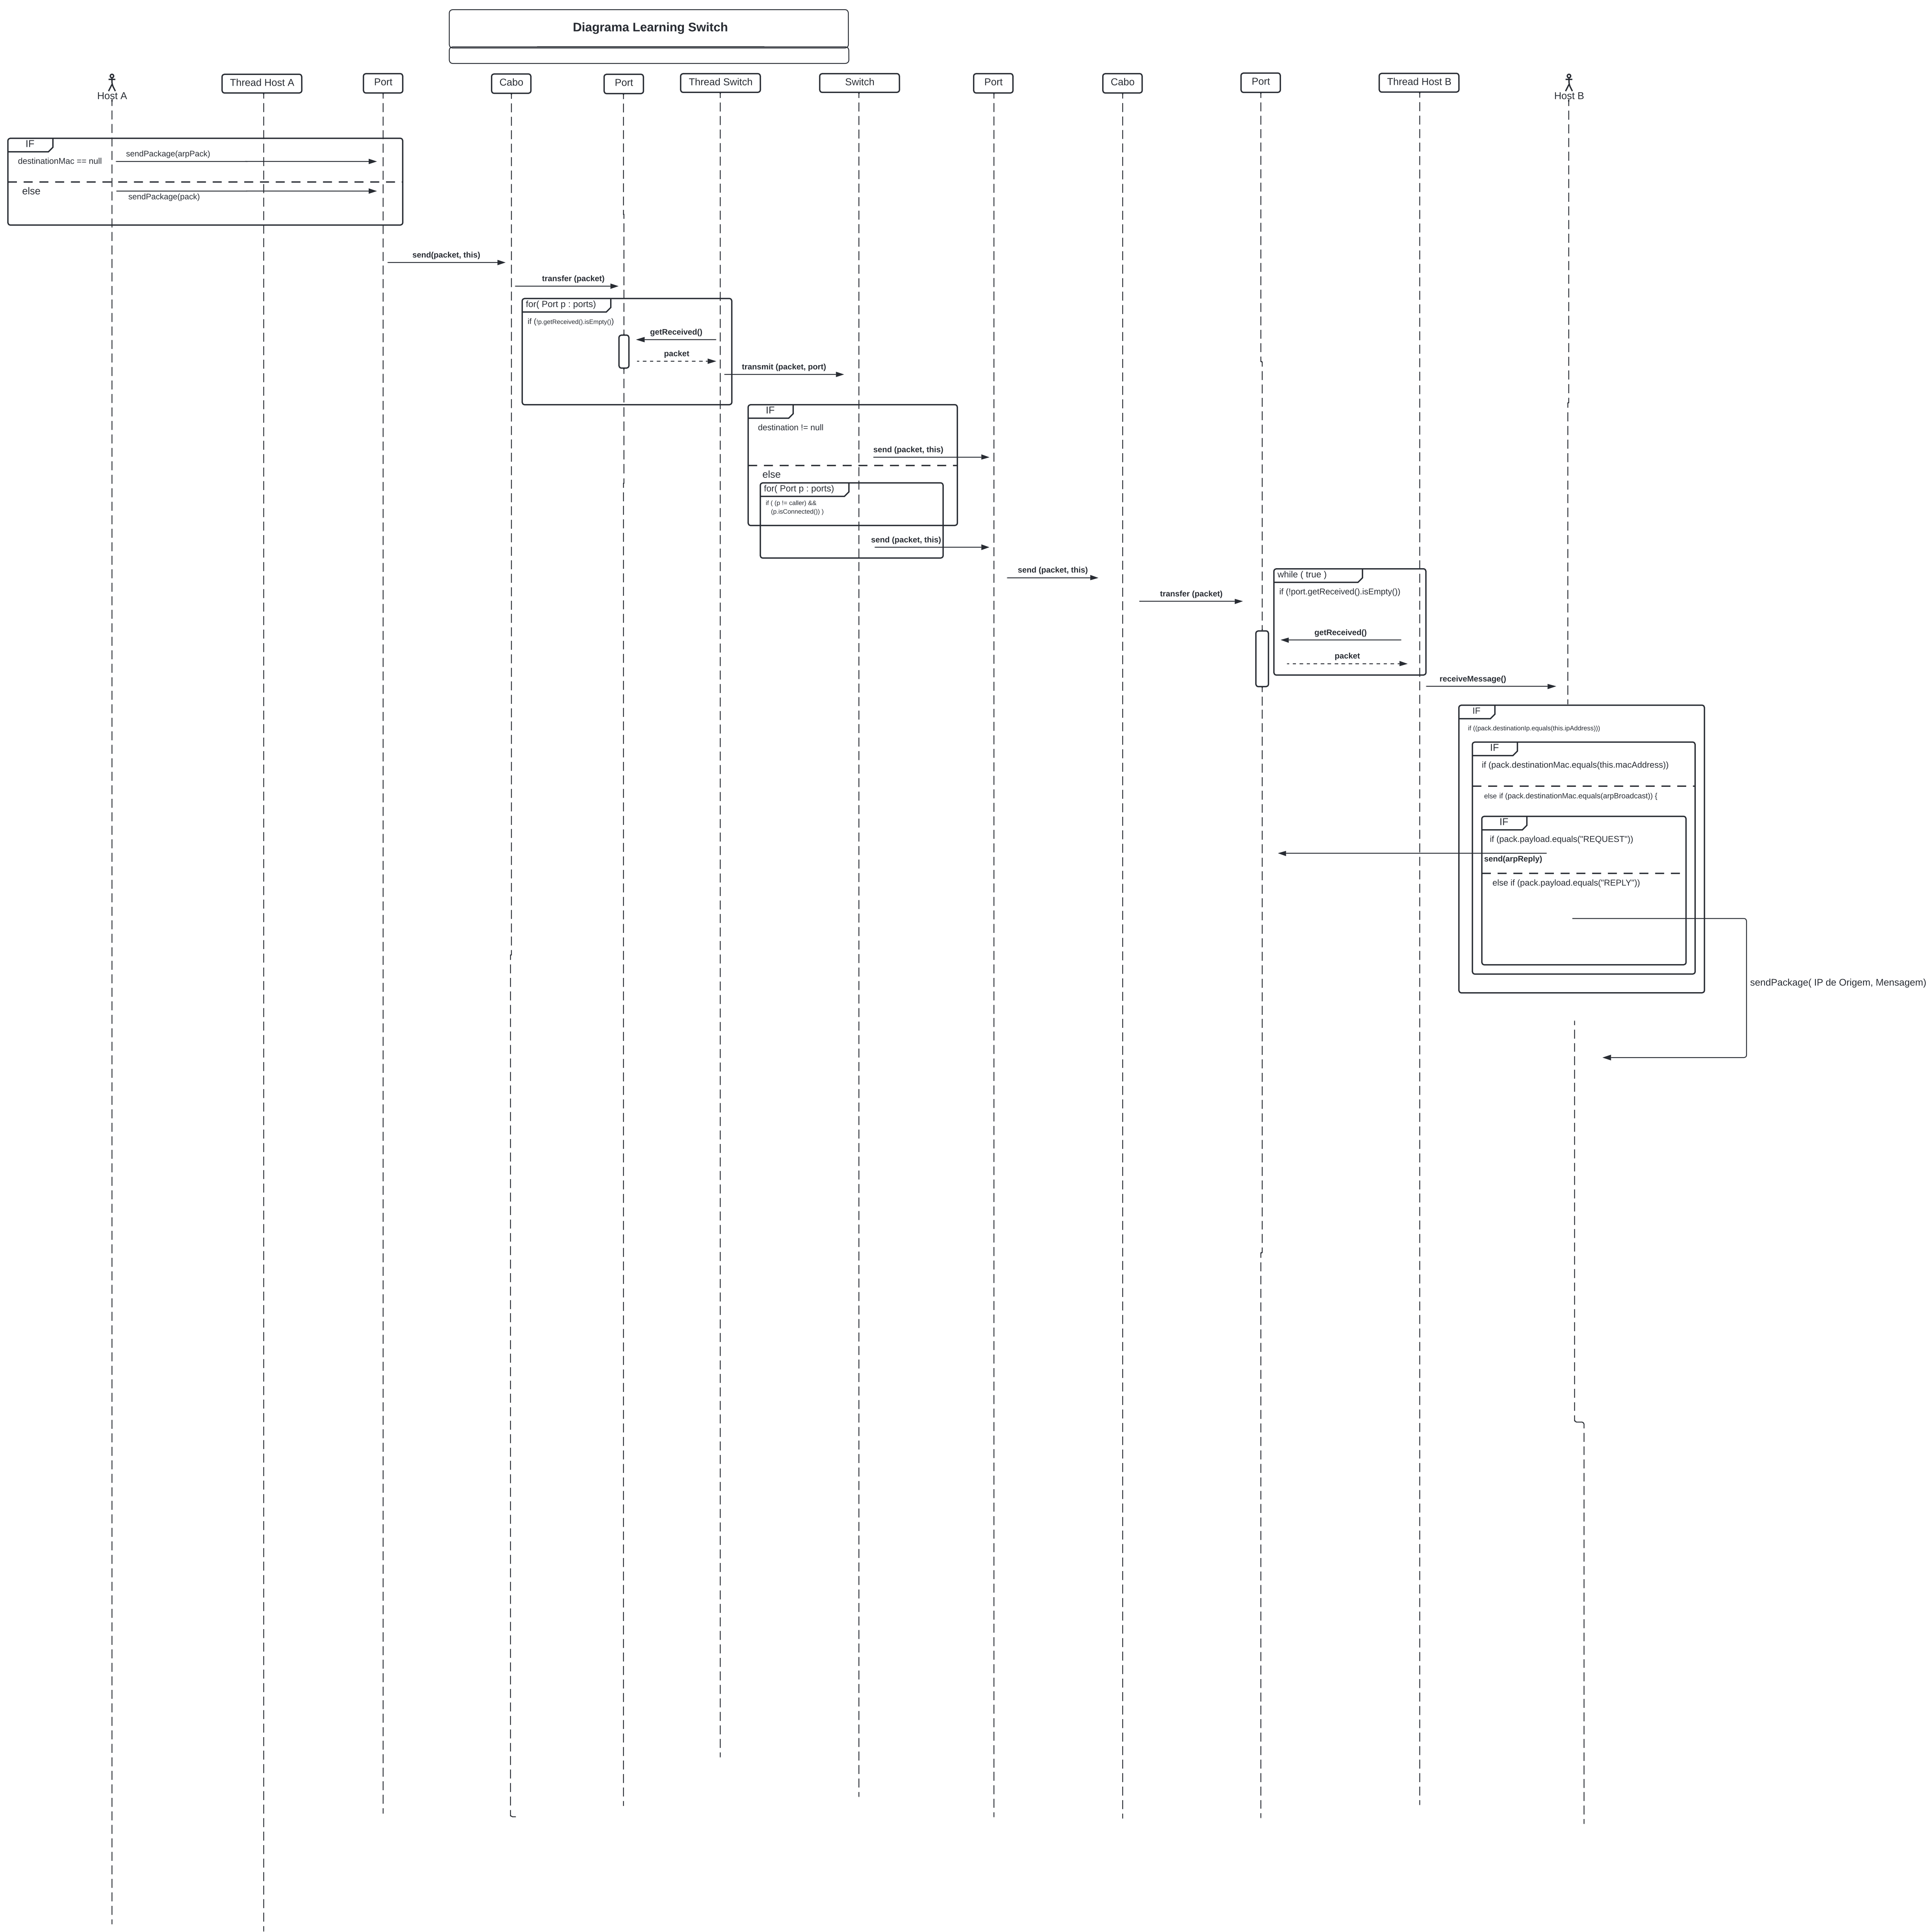 Diagrama Learning Switch
Host A
Thread Host A
Port
Cabo
Port
Thread Switch
Switch
Port
Cabo
Port
Thread Host B
Host B
IF
destinationMac == null
sendPackage(arpPack)
else
sendPackage(pack)
send(packet, this)
transfer (packet)
for( Port p : ports)
if (!p.getReceived().isEmpty())
getReceived()
packet
transmit (packet, port)
IF
destination != null
send (packet, this)
else
for( Port p : ports)
if ( (p != caller) &&
(p.isConnected()) )
send (packet, this)
send (packet, this)
while ( true )
if (!port.getReceived().isEmpty())
transfer (packet)
getReceived()
packet
receiveMessage()
IF
if ((pack.destinationIp.equals(this.ipAddress)))
IF
if (pack.destinationMac.equals(this.macAddress))
else if (pack.destinationMac.equals(arpBroadcast)) {
IF
if (pack.payload.equals("REQUEST"))
send(arpReply)
else if (pack.payload.equals("REPLY"))
sendPackage( IP de Origem, Mensagem)